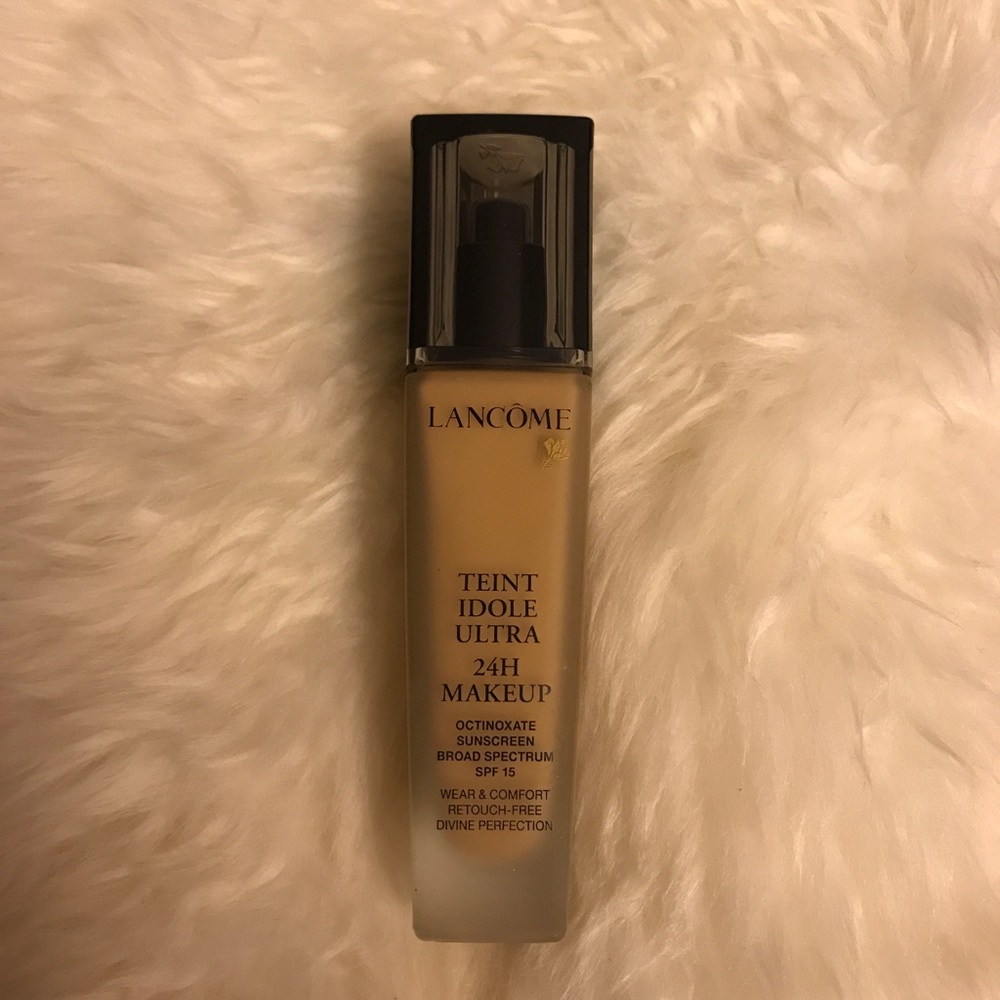 LANCÔME
TEINT
IDOLE
ULTRA
24H
MAKEUP
OCTINOXATE
SUNSCREEN
BROAD SPECTRUM
SPF 15
WEAR & COMFORT
RETOUCH-FREE
DIVINE PERFECTION